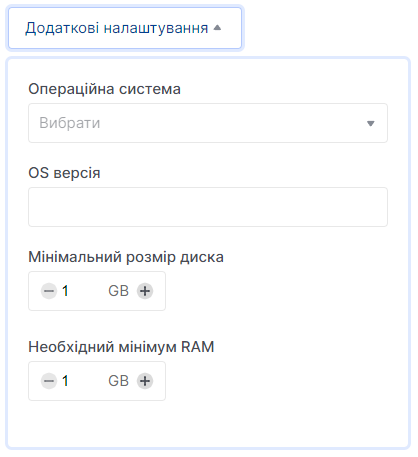 Додаткові налаштування
Операційна система
Вибрати
OS версія
Мінімальний розмір диска
1 GB
Необхідний мінімум RAM
1 GB